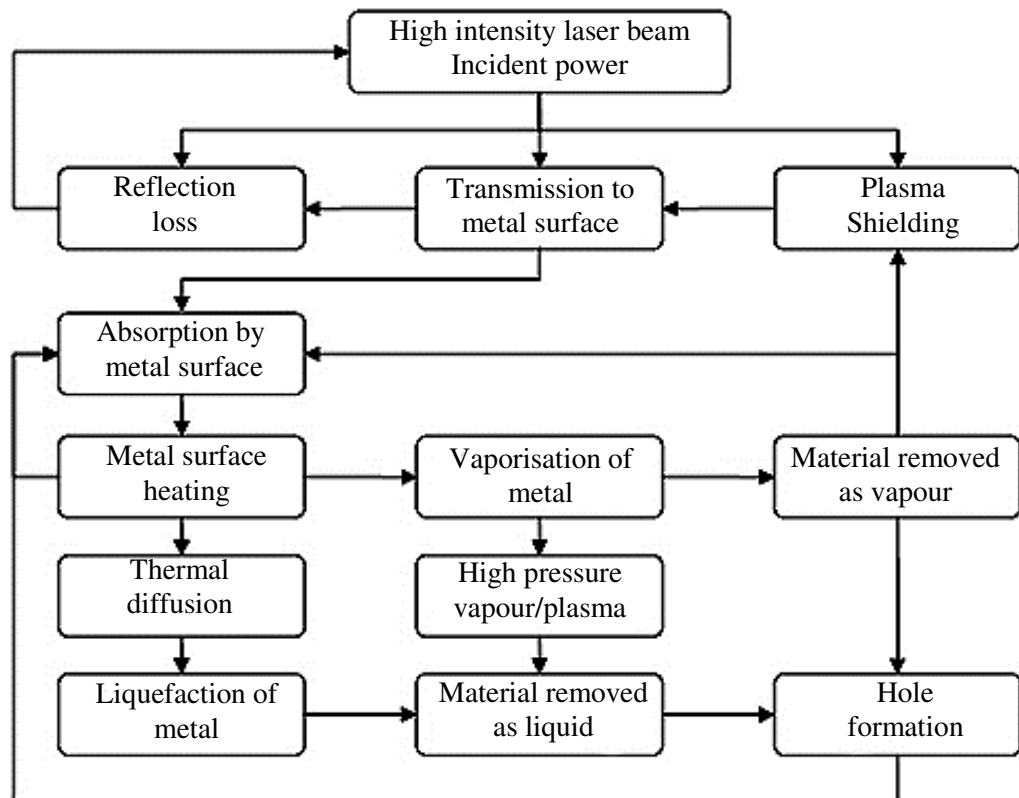 High intensity laser beam
Incident power
Reflection
loss
Transmission to
metal surface
Plasma
Shielding
Absorption by
metal surface
Metal surface
heating
Vaporisation of
metal
Material removed
as vapour
Thermal
diffusion
High pressure
vapour/plasma
Liquefaction of
metal
Material removed
as liquid
Hole
formation